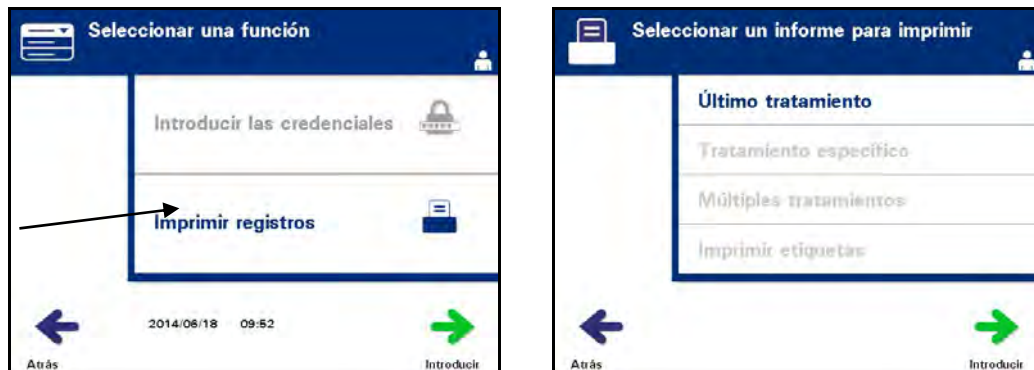 Seleccionar una función
Introducir las credenciales
Imprimir registros
2014/06/18 09:52
Atrás
Introducir
Seleccionar un informe para imprimir
Último tratamiento
Tratamiento específico
Múltiples tratamientos
Imprimir etiquetas
Atrás
Introducir